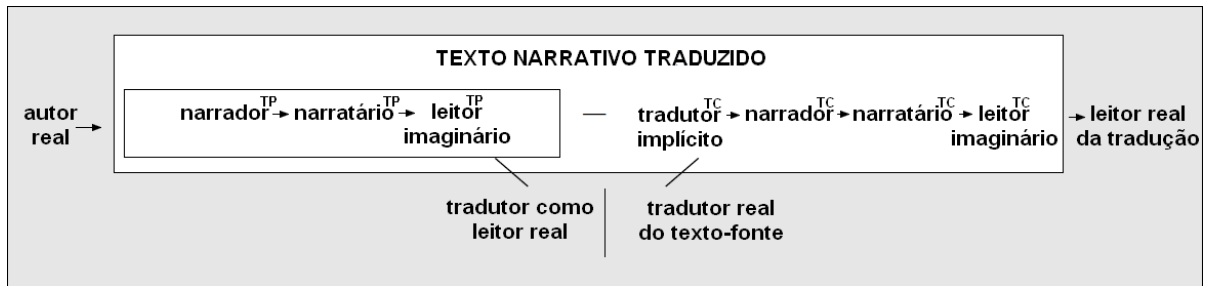 TEXTO NARRATIVO TRADUZIDO
autor real
narrador TP → narratário TP → leitor TP imaginário
—
tradutor TC implícito → narrador TC → narratário TC → leitor TC imaginário
leitor real da tradução
tradutor como
leitor real
tradutor real
do texto-fonte